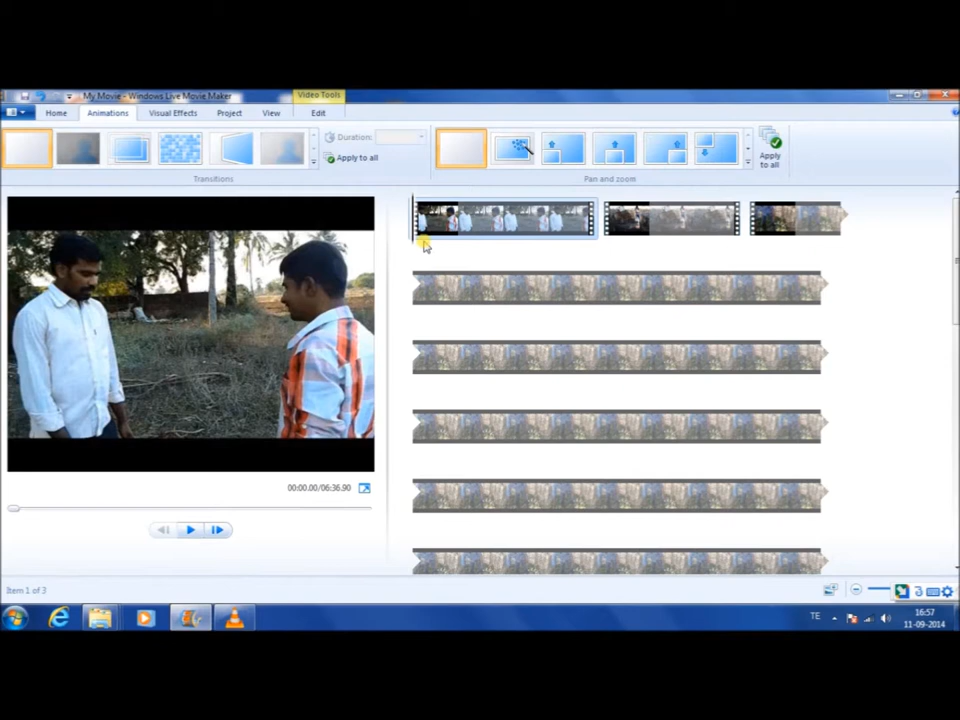 My Movie - Windows Live Movie Maker
Video Tools
Home
Animations
Visual Effects
Project
View
Edit
Duration:
Apply to all
Apply
to all
Transitions
Pan and zoom
00:00.00/06:36.90
Item 1 of 3
TE
16:57
11-09-2014